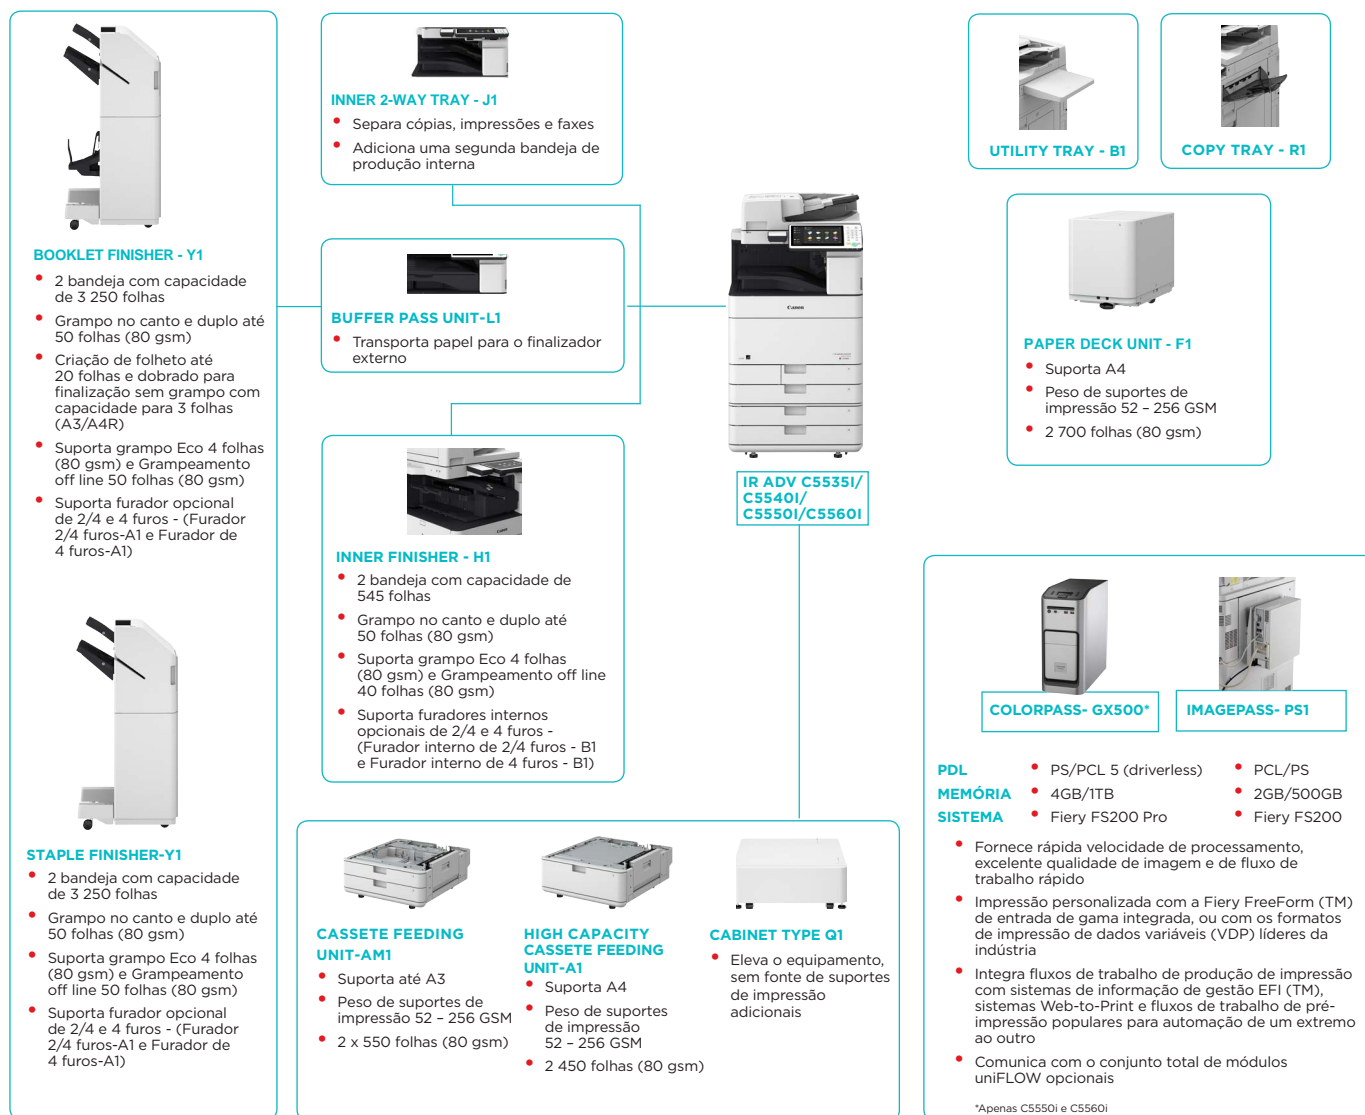 BOOKLET FINISHER - Y1
• 2 bandeja com capacidade
de 3 250 folhas
• Grampo no canto e duplo até
50 folhas (80 gsm)
• Criação de folheto até
20 folhas e dobrado para
finalização sem grampo com
capacidade para 3 folhas
(A3/A4R)
• Suporta grampo Eco 4 folhas
(80 gsm) e Grampeamento
off line 50 folhas (80 gsm)
• Suporta furador opcional
de 2/4 e 4 furos - (Furador
2/4 furos-A1 e Furador de
4 furos-A1)
STAPLE FINISHER-Y1
• 2 bandeja com capacidade
de 3 250 folhas
• Grampo no canto e duplo até
50 folhas (80 gsm)
• Suporta grampo Eco 4 folhas
(80 gsm) e Grampeamento
off line 50 folhas (80 gsm)
• Suporta furador opcional
de 2/4 e 4 furos - (Furador
2/4 furos-A1 e Furador de
4 furos-A1)
INNER 2-WAY TRAY - J1
• Separa cópias, impressões e faxes
• Adiciona uma segunda bandeja de
produção interna
BUFFER PASS UNIT-L1
• Transporta papel para o finalizador
externo
INNER FINISHER - H1
• 2 bandeja com capacidade de
545 folhas
• Grampo no canto e duplo até
50 folhas (80 gsm)
• Suporta grampo Eco 4 folhas
(80 gsm) e Grampeamento off line
40 folhas (80 gsm)
• Suporta furadores internos
opcionais de 2/4 e 4 furos -
(Furador interno de 2/4 furos - B1
e Furador interno de 4 furos - B1)
Canon
IR ADV C5535I/
C5540I/
C5550I/C5560I
CASSETE FEEDING
UNIT-AM1
• Suporta até A3
• Peso de suportes de
impressão 52 – 256 GSM
• 2 x 550 folhas (80 gsm)
HIGH CAPACITY
CASSETE FEEDING
UNIT-A1
• Suporta A4
• Peso de suportes
de impressão
52 – 256 GSM
• 2 450 folhas (80 gsm)
CABINET TYPE Q1
• Eleva o equipamento,
sem fonte de suportes
de impressão
adicionais
UTILITY TRAY - B1
COPY TRAY - R1
PAPER DECK UNIT - F1
• Suporta A4
• Peso de suportes de
impressão 52 – 256 GSM
• 2 700 folhas (80 gsm)
COLORPASS- GX500*
IMAGEPASS- PS1
PDL • PS/PCL 5 (driverless) • PCL/PS
MEMÓRIA • 4GB/1TB • 2GB/500GB
SISTEMA • Fiery FS200 Pro • Fiery FS200
• Fornece rápida velocidade de processamento,
excelente qualidade de imagem e de fluxo de
trabalho rápido
• Impressão personalizada com a Fiery FreeForm (TM)
de entrada de gama integrada, ou com os formatos
de impressão de dados variáveis (VDP) líderes da
indústria
• Integra fluxos de trabalho de produção de impressão
com sistemas de informação de gestão EFI (TM),
sistemas Web-to-Print e fluxos de trabalho de pré-
impressão populares para automação de um extremo
ao outro
• Comunica com o conjunto total de módulos
uniFLOW opcionais
*Apenas C5550i e C5560i